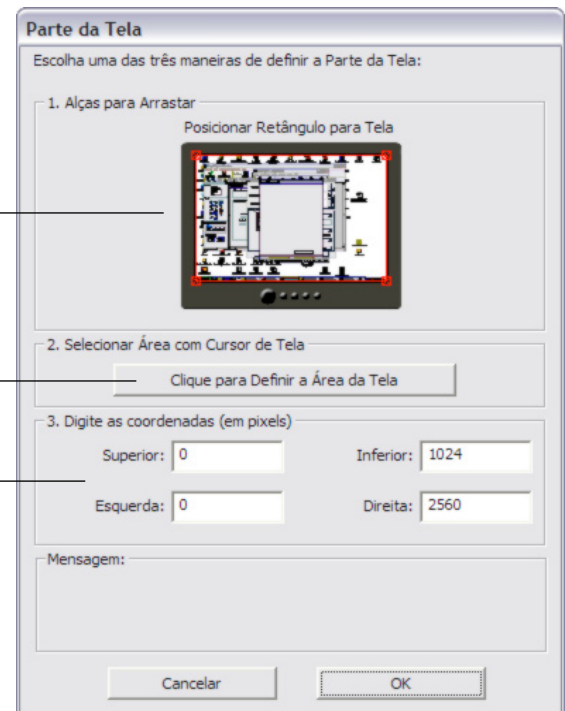 Parte da Tela
Escolha uma das três maneiras de definir a Parte da Tela:
1. Alças para Arrastar
Posicionar Retângulo para Tela
2. Selecionar Área com Cursor de Tela
Clique para Definir a Área da Tela
3. Digite as coordenadas (em pixels)
Superior: 0 Inferior: 1024
Esquerda: 0 Direita: 2560
Mensagem:
Cancelar OK